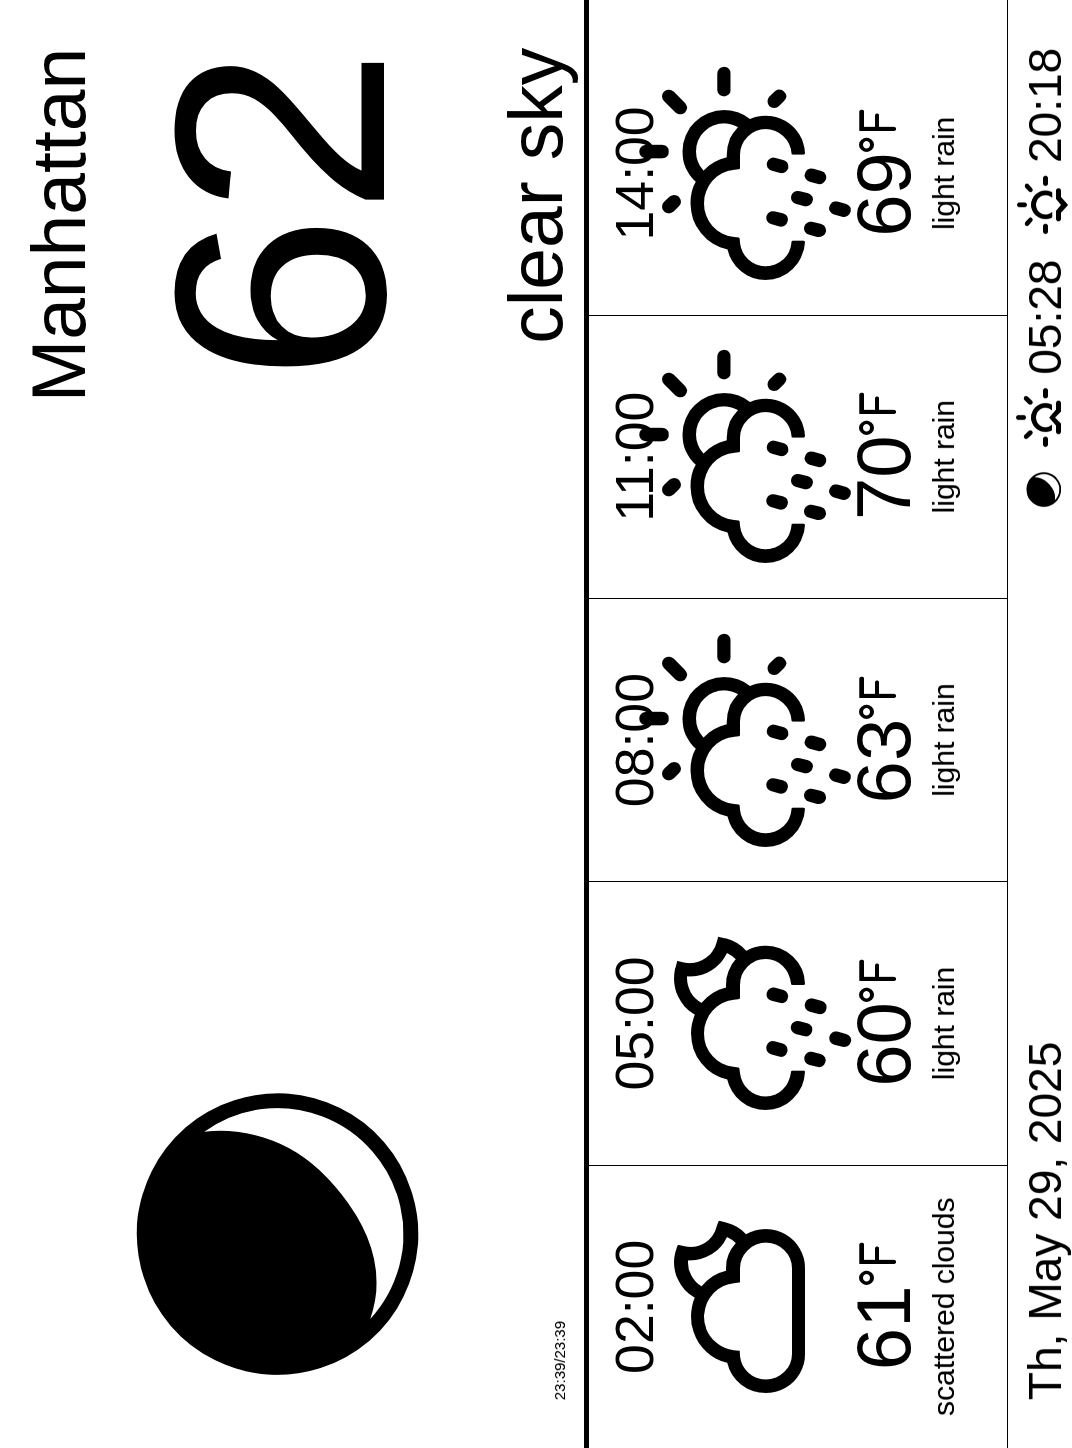 Manhattan
62
clear sky
23:39/23:39
02:00 05:00 08:00 11:00 14:00
61°F 60°F 63°F 70°F 69°F
scattered clouds light rain light rain light rain light rain
Th, May 29, 2025 05:28 20:18